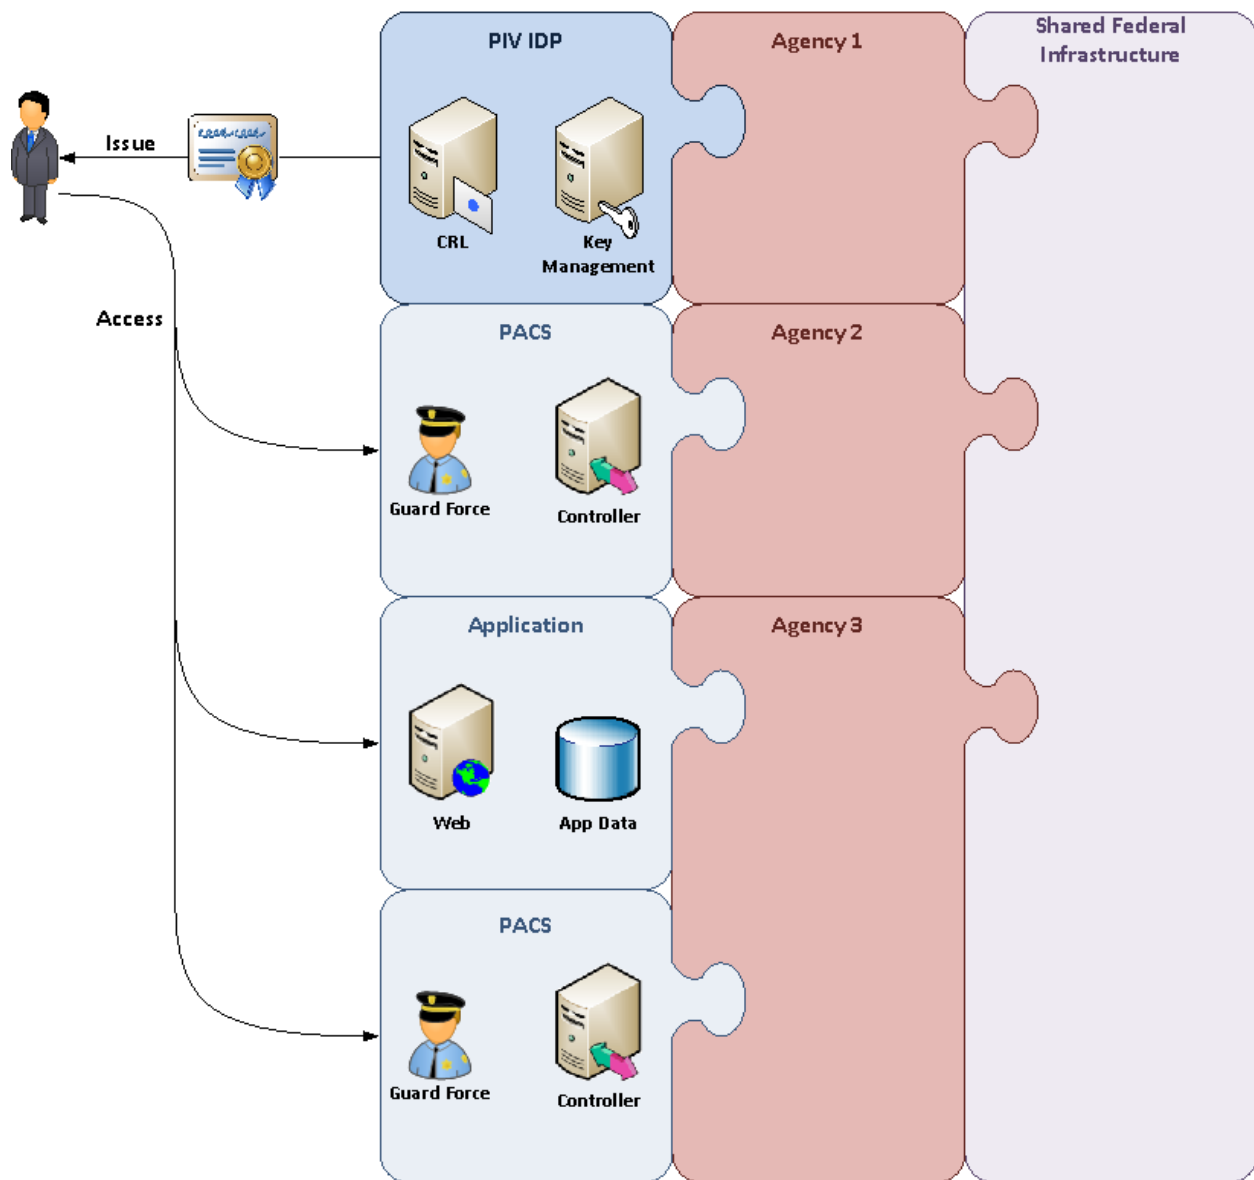 PIV IDP
Agency 1
Shared Federal
Infrastructure
Issue
CRL
Key
Management
Access
PACS
Agency 2
Guard Force
Controller
Application
Agency 3
Web
App Data
PACS
Guard Force
Controller